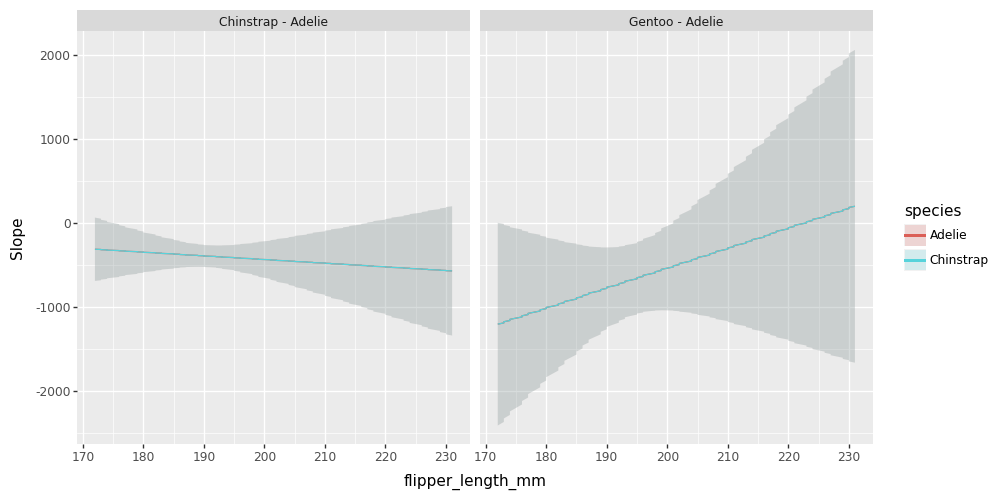 Chinstrap - Adelie
Gentoo - Adelie
2000
1000
0
-1000
-2000
Slope
170 180 190 200 210 220 230
170 180 190 200 210 220 230
flipper_length_mm
species
Adelie
Chinstrap